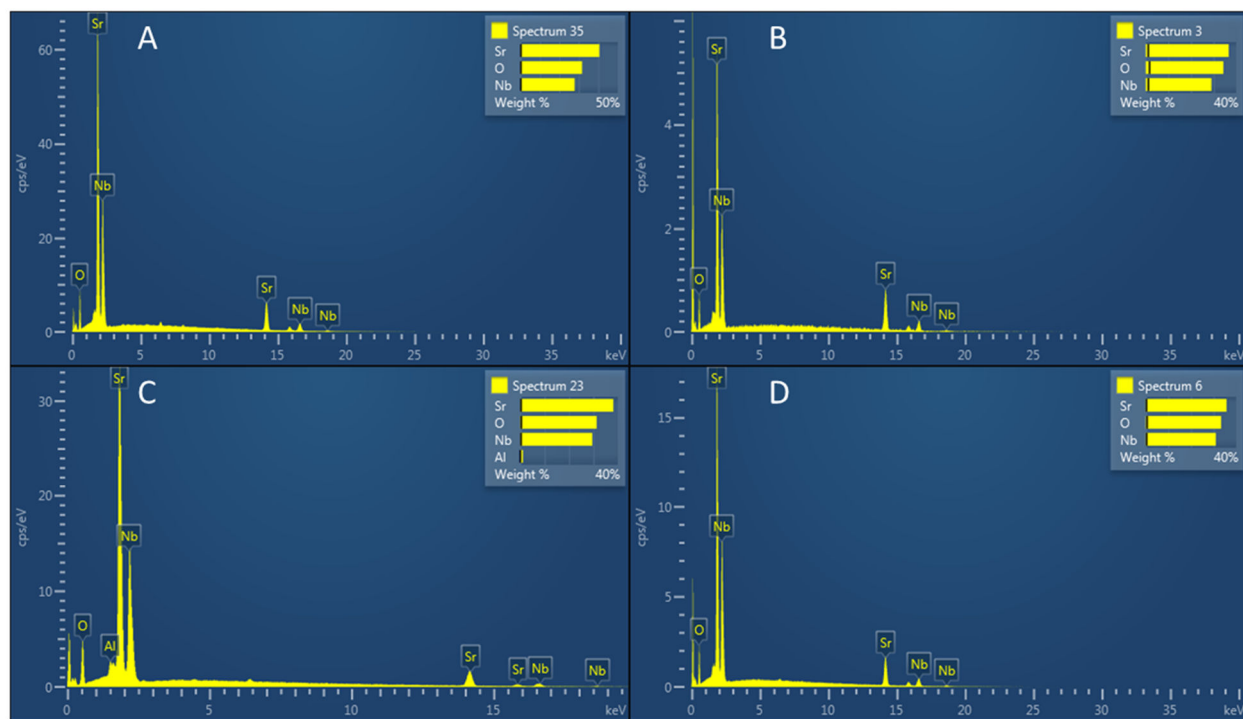 A
Spectrum 35
Sr
O
Nb
Weight % 50%
Sr
Nb
O
Sr
Nb
Nb
cps/eV
60
40
20
0
0 5 10 15 20 25 30 35 keV
B
Spectrum 3
Sr
O
Nb
Weight % 40%
Sr
Nb
O
Sr
Nb
Nb
cps/eV
4
2
0
0 5 10 15 20 25 30 35 40 keV
C
Spectrum 23
Sr
O
Nb
Al
Weight % 40%
Sr
Nb
O
Al
Sr
Sr
Nb
Nb
cps/eV
30
20
10
0
0 5 10 15 keV
D
Spectrum 6
Sr
O
Nb
Weight % 40%
Sr
Nb
O
Sr
Nb
Nb
cps/eV
15
10
5
0
0 5 10 15 20 25 30 35 40 keV